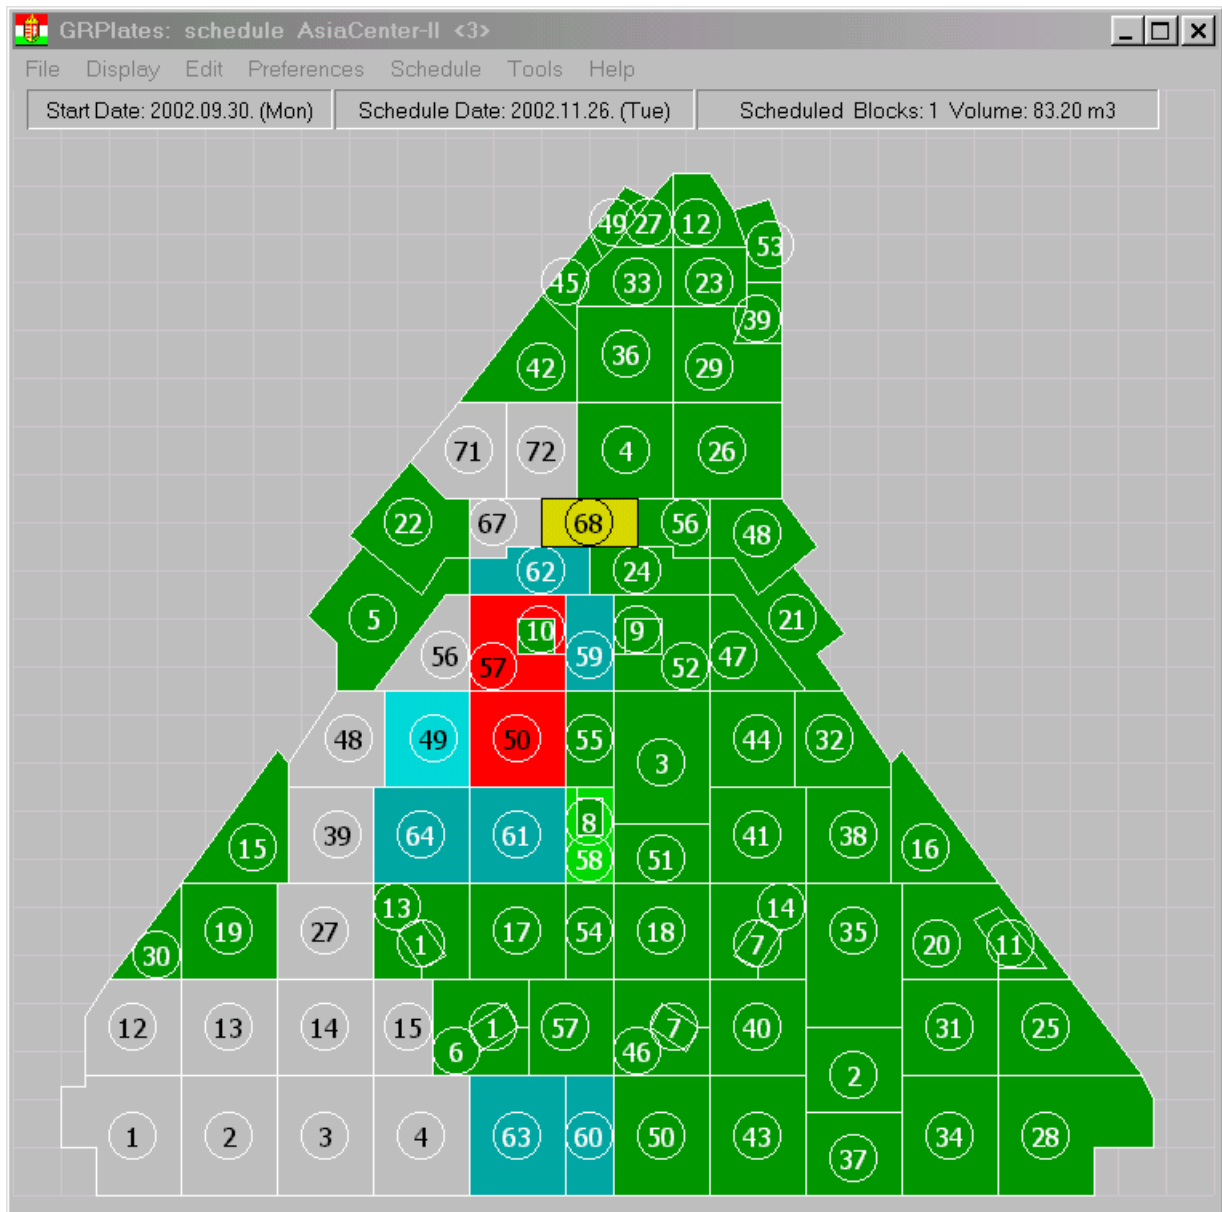 GRPlates: schedule AsiaCenter-II <3>
File Display Edit Preferences Schedule Tools Help
Start Date: 2002.09.30. (Mon) Schedule Date: 2002.11.26. (Tue) Scheduled Blocks: 1 Volume: 83.20 m3
49 27 12
53
45 33 23
39
42 36 29
71 72 4 26
22 67 68 56 48
62 24
5 10 9 21
56 57 59 52 47
48 49 50 55 3 44 32
39 64 61 8 41 38
15 58 51 16
13 14
30 19 27 1 17 54 18 7 35 20 11
12 13 14 15 1 57 7 40 31 25
6 46 2
1 2 3 4 63 60 50 43 37 34 28